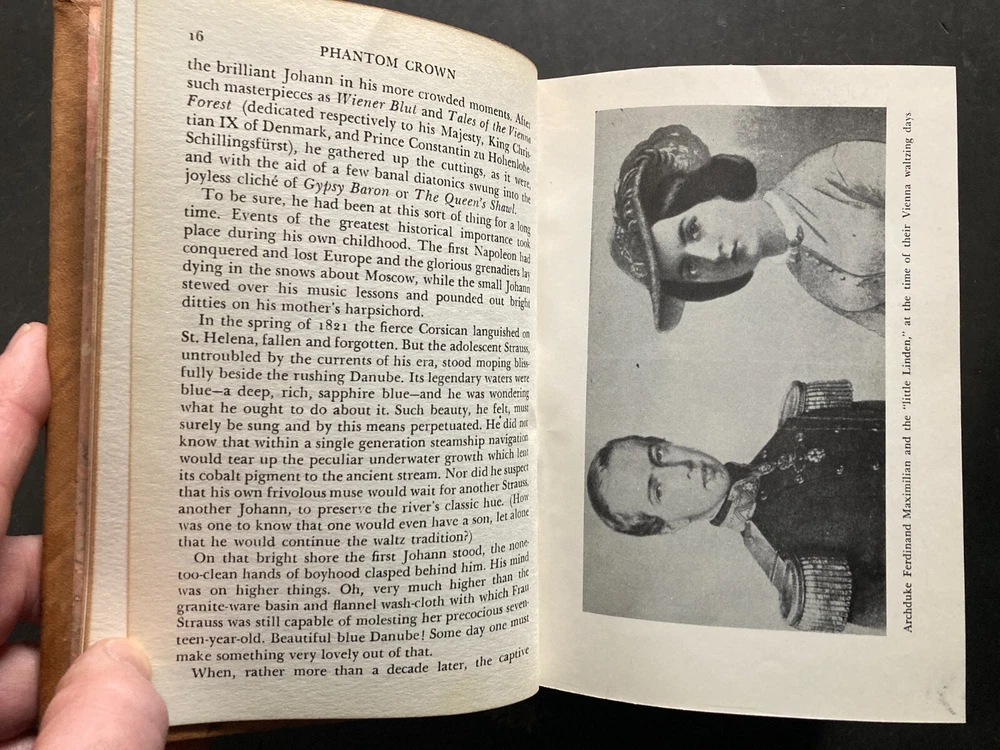 16
PHANTOM CROWN
the brilliant Johann in his more crowded moments. After
such masterpieces as Wiener Blut and Tales of the Vienna
Forest (dedicated respectively to his Majesty, King Chris-
tian IX of Denmark, and Prince Constantin zu Hohenlohe
Schillingsfürst), he gathered up the cuttings, as it were,
and with the aid of a few banal diatonics swung into the
joyless cliché of Gypsy Baron or The Queen's Shawl.
To be sure, he had been at this sort of thing for a long
time. Events of the greatest historical importance took
place during his own childhood. The first Napoleon had
conquered and lost Europe and the glorious grenadiers lay
dying in the snows about Moscow, while the small Johann
stewed over his music lessons and pounded out bright
ditties on his mother's harpsichord.
In the spring of 1821 the fierce Corsican languished on
St. Helena, fallen and forgotten. But the adolescent Strauss,
untroubled by the currents of his era, stood moping bliss-
fully beside the rushing Danube. Its legendary waters were
blue—a deep, rich, sapphire blue—and he was wondering
what he ought to do about it. Such beauty, he felt, must
surely be sung and by this means perpetuated. He did not
know that within a single generation steamship navigation
would tear up the peculiar underwater growth which lent
its cobalt pigment to the ancient stream. Nor did he suspect
that his own frivolous muse would wait for another Strauss,
another Johann, to preserve the river's classic hue. (How
was one to know that one would even have a son, let alone
that he would continue the waltz tradition?)
On that bright shore the first Johann stood, the none-
too-clean hands of boyhood clasped behind him. His mind
was on higher things. Oh, very much higher than the
granite-ware basin and flannel wash-cloth with which Frau
Strauss was still capable of molesting her precocious seven-
teen-year-old. Beautiful blue Danube! Some day one must
make something very lovely out of that.
When, rather more than a decade later, the captive
Archduke Ferdinand Maximilian and the "little Linden," at the time of their Vienna waltzing days